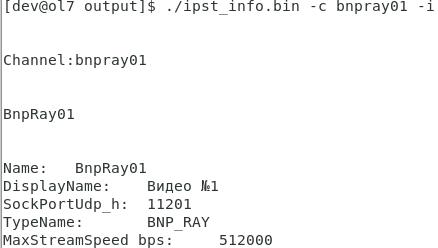 [dev@ol7 output]$ ./ipst_info.bin -c bnpray01 -i
Channel:bnpray01
BnpRay01
Name: BnpRay01
DisplayName: Видео №1
SockPortUdp_h: 11201
TypeName: BNP_RAY
MaxStreamSpeed bps: 512000